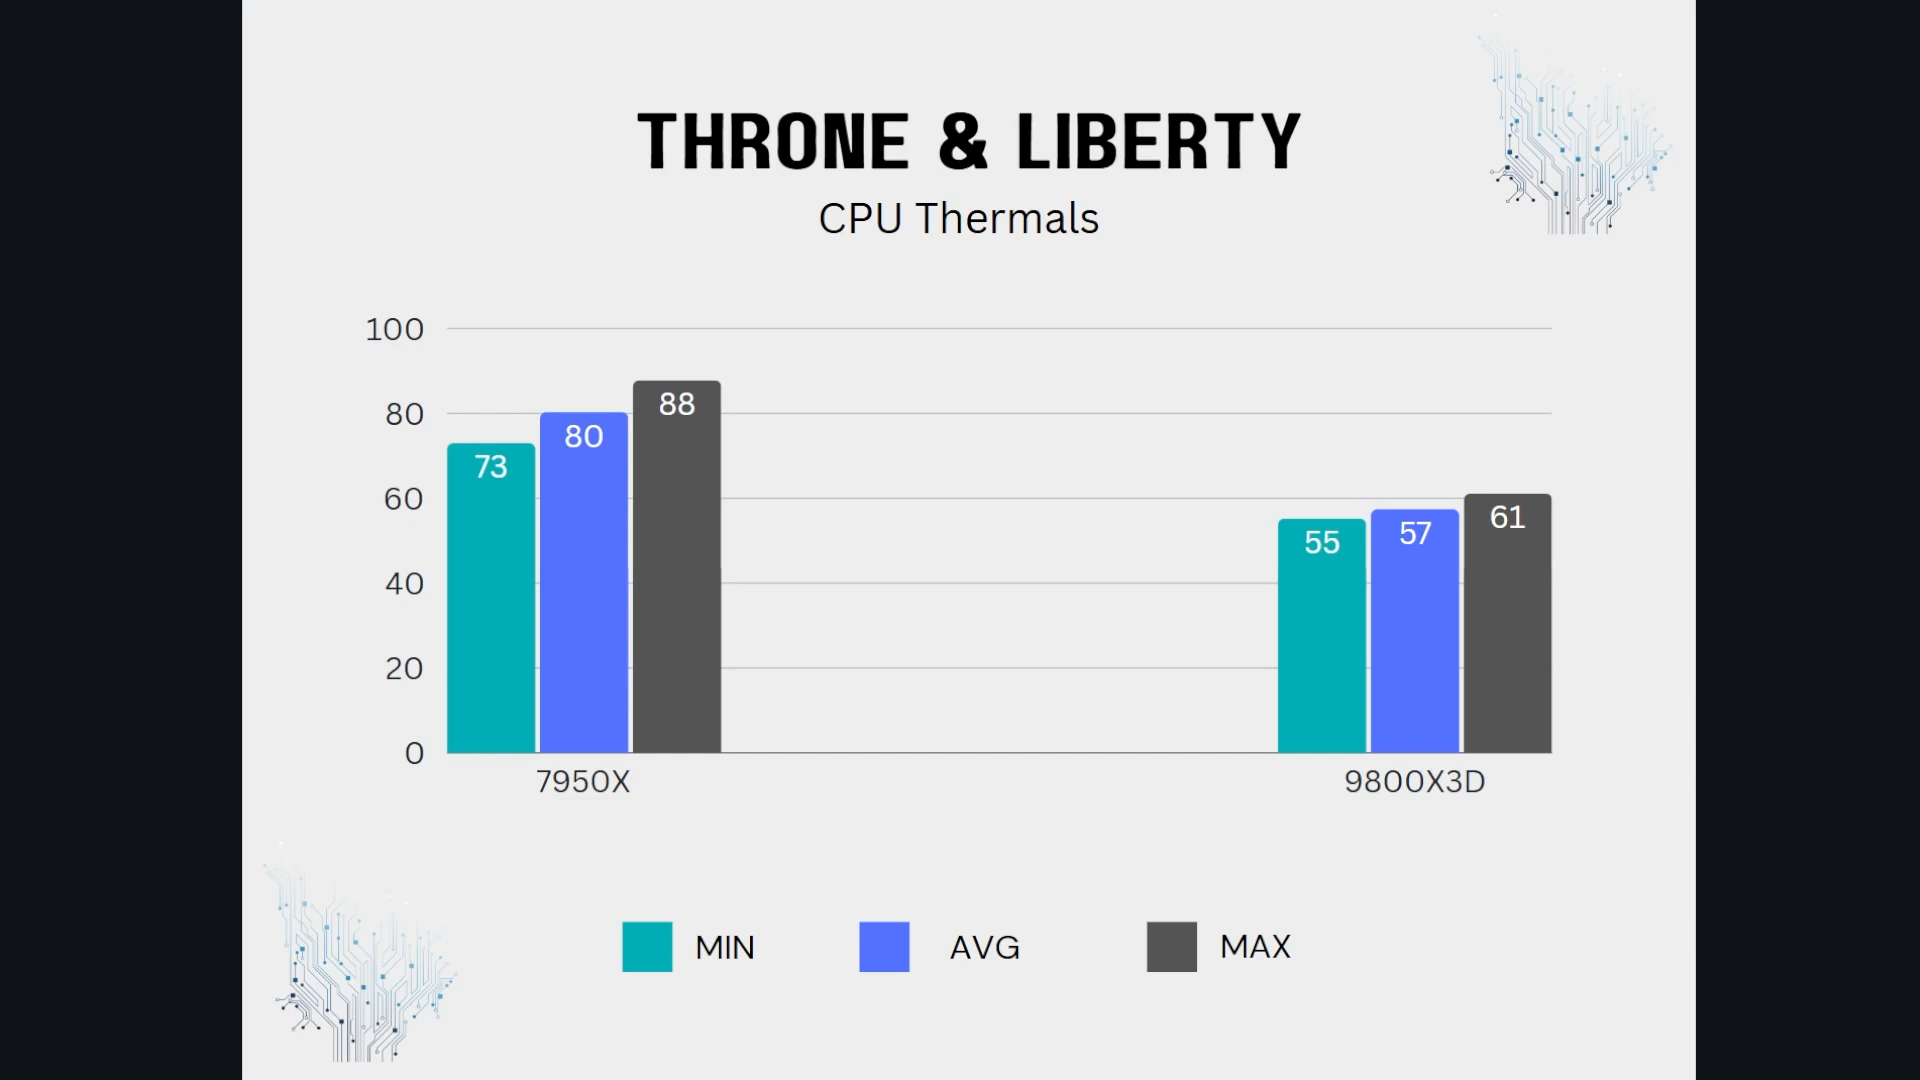 THRONE & LIBERTY
CPU Thermals
100
80
60
40
20
0
73
80
88
55
57
61
7950X
9800X3D
MIN
AVG
MAX